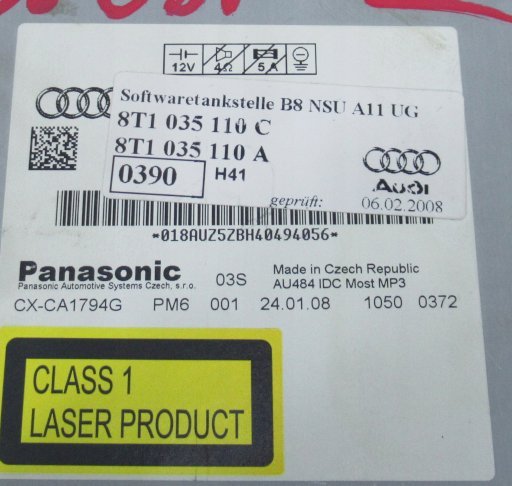 12V 4Ω 5A
Softwaretankstelle B8 NSU A11 UG
8T1 035 110 C
8T1 035 110 A
0390 H41
Audi
geprüft: 06.02.2008
*018AUZ5ZBH40494056*
Panasonic 03S Made in Czech Republic
Panasonic Automotive Systems Czech, s.r.o. AU484 IDC Most MP3
CX-CA1794G PM6 001 24.01.08 1050 0372
CLASS 1
LASER PRODUCT